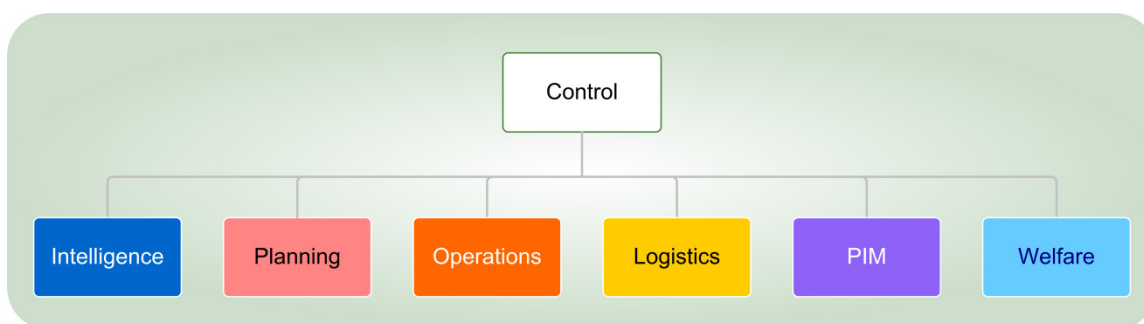 Control
Intelligence
Planning
Operations
Logistics
PIM
Welfare